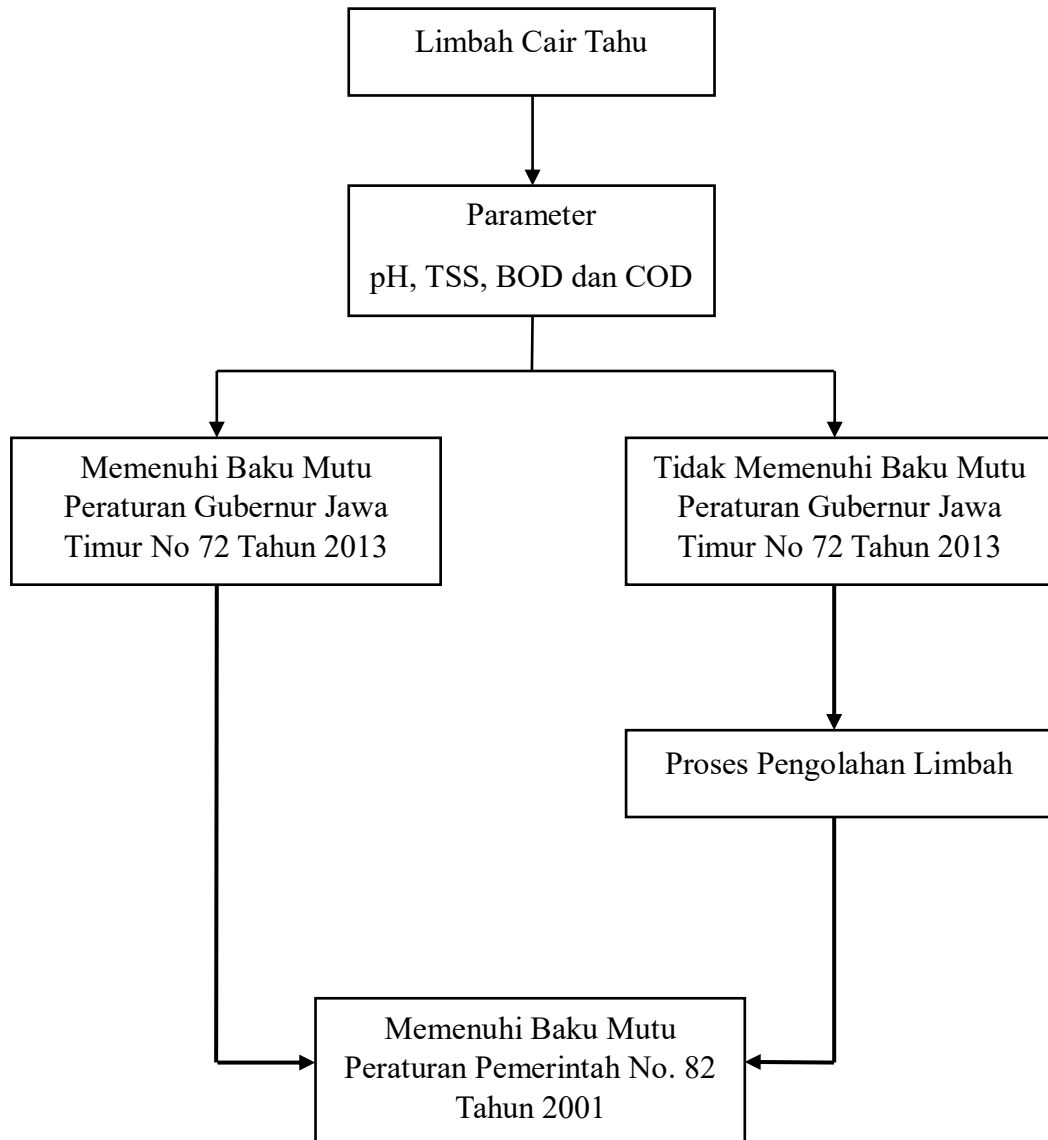 Limbah Cair Tahu
Parameter
pH, TSS, BOD dan COD
Memenuhi Baku Mutu
Peraturan Gubernur Jawa
Timur No 72 Tahun 2013
Tidak Memenuhi Baku Mutu
Peraturan Gubernur Jawa
Timur No 72 Tahun 2013
Proses Pengolahan Limbah
Memenuhi Baku Mutu
Peraturan Pemerintah No. 82
Tahun 2001